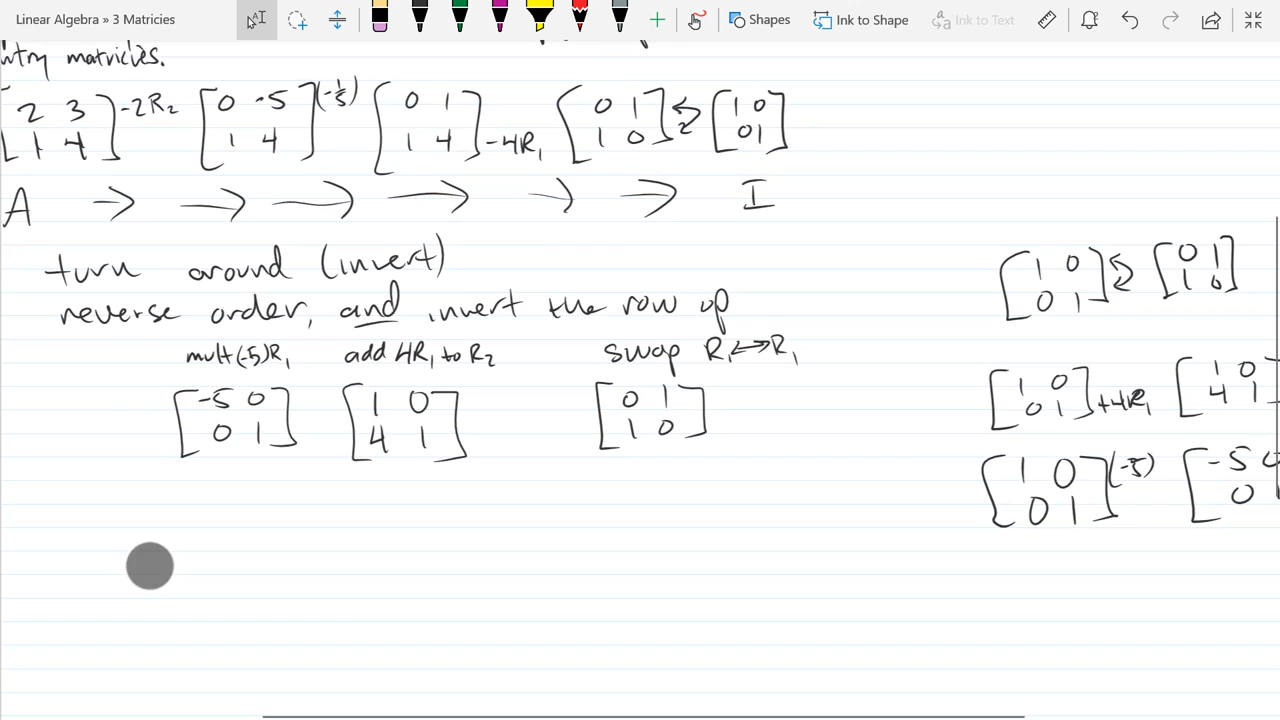 Linear Algebra » 3 Matricies
Shapes
Ink to Shape
Ink to Text
matricies.
2 3 -2R₂ 0 -5 (-1/5) 0 1 0 1 1 0
1 4 1 4 1 4 -4R₁ 1 0 0 1
A → → → → → → I
turn around (invert)
reverse order, and invert the row op
mult(-5)R₁ add 4R₁ to R₂ swap R₁↔R₁
-5 0 1 0 0 1
0 1 4 1 1 0
1 0 0 1
0 1 1 0
1 0 1 0
0 1 +4R₁ 4 1
1 0 (-5) -5 0
0 1 0